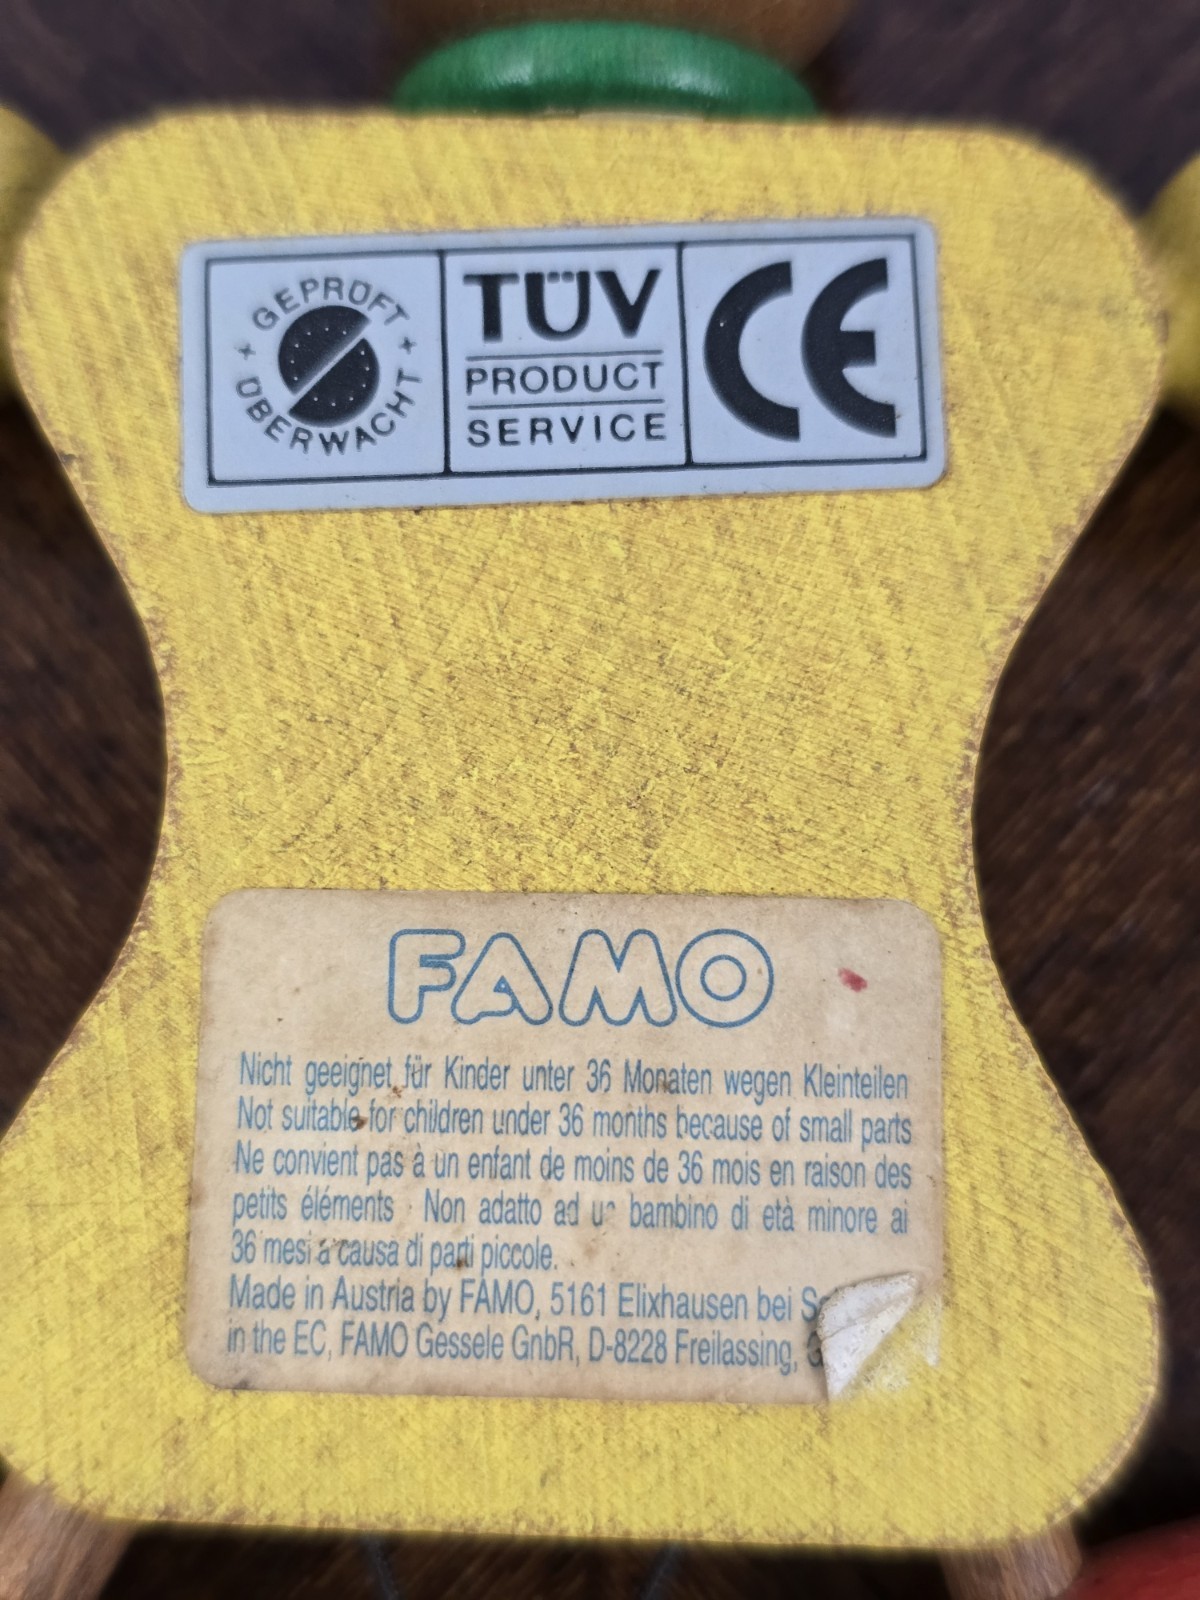 + GEPRÜFT +
ÜBERWACHT
TÜV
PRODUCT
SERVICE
CE
FAMO
Nicht geeignet für Kinder unter 36 Monaten wegen Kleinteilen
Not suitable for children under 36 months because of small parts
Ne convient pas à un enfant de moins de 36 mois en raison des
petits éléments · Non adatto ad un bambino di età minore ai
36 mesi a causa di parti piccole.
Made in Austria by FAMO, 5161 Elixhausen bei
in the EC, FAMO Gessele GnbR, D-8228 Freilassing,